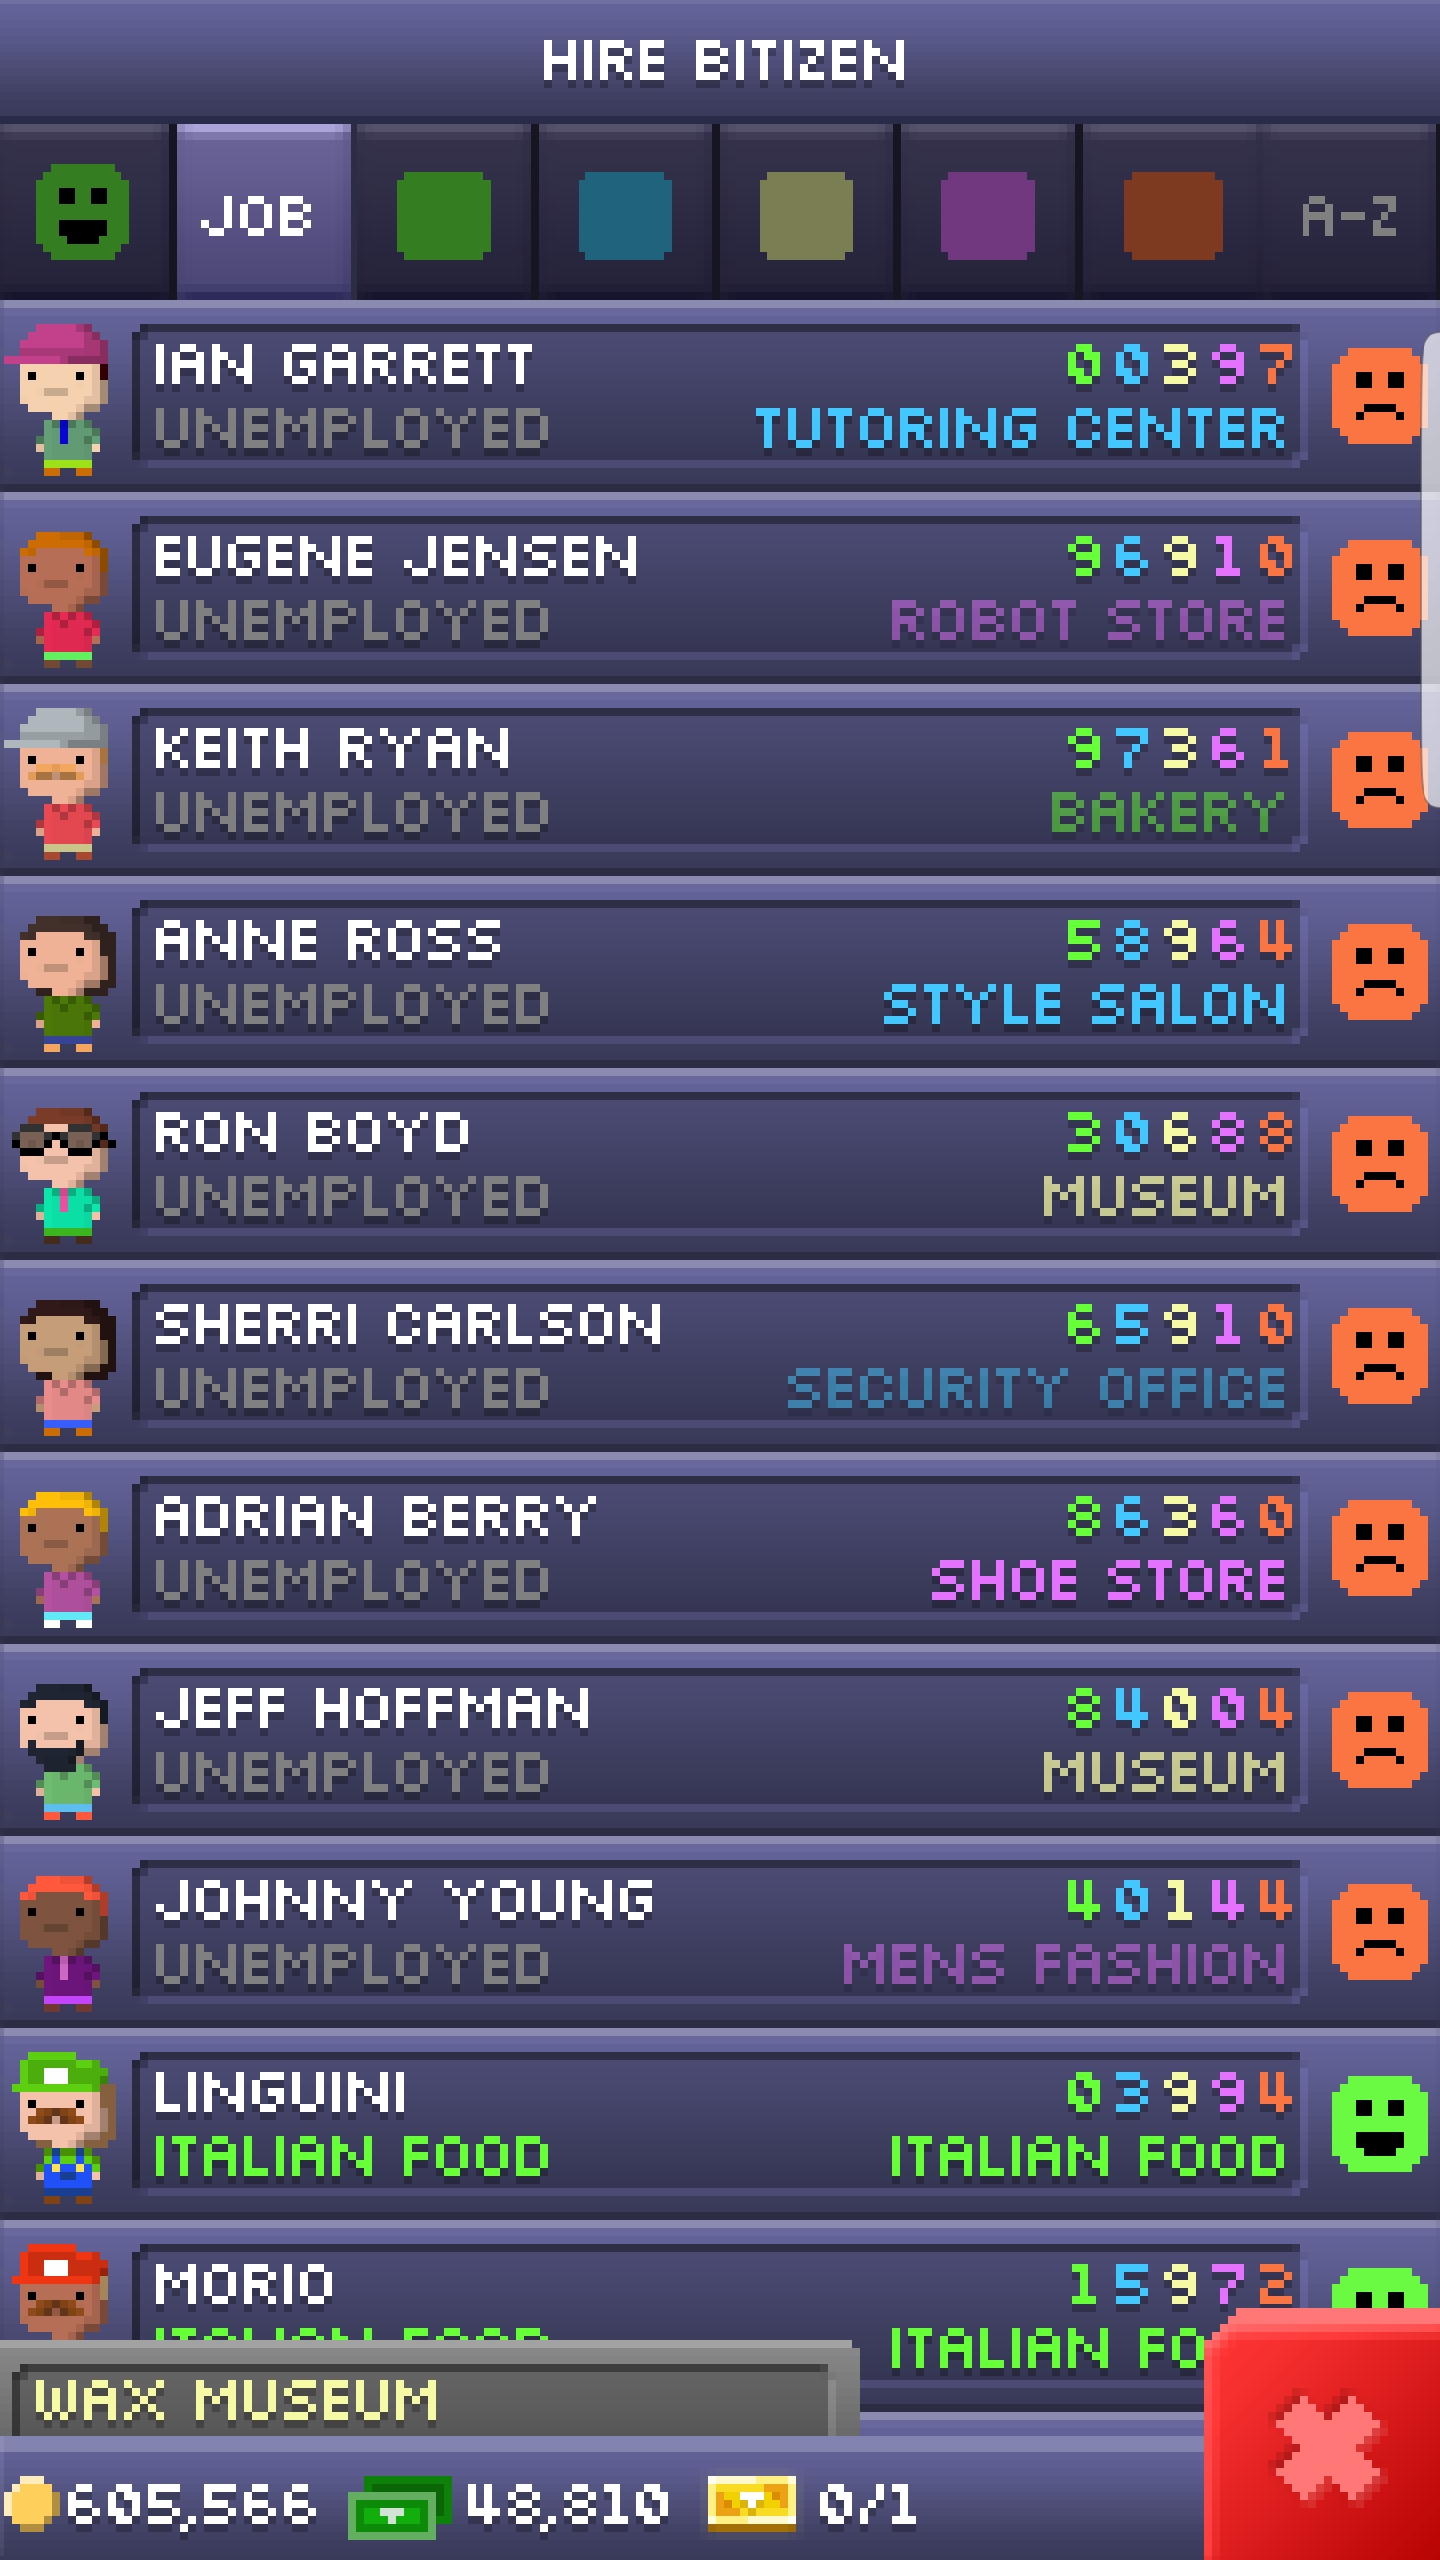 HIRE BITIZEN
JOB A-Z
IAN GARRETT 00397
UNEMPLOYED TUTORING CENTER
EUGENE JENSEN 96910
UNEMPLOYED ROBOT STORE
KEITH RYAN 97361
UNEMPLOYED BAKERY
ANNE ROSS 58964
UNEMPLOYED STYLE SALON
RON BOYD 30688
UNEMPLOYED MUSEUM
SHERRI CARLSON 65910
UNEMPLOYED SECURITY OFFICE
ADRIAN BERRY 86360
UNEMPLOYED SHOE STORE
JEFF HOFFMAN 84004
UNEMPLOYED MUSEUM
JOHNNY YOUNG 40144
UNEMPLOYED MENS FASHION
LINGUINI 03994
ITALIAN FOOD ITALIAN FOOD
MORIO 15972
ITALIAN FOOD ITALIAN FO
WAX MUSEUM
605,566 48,810 0/1